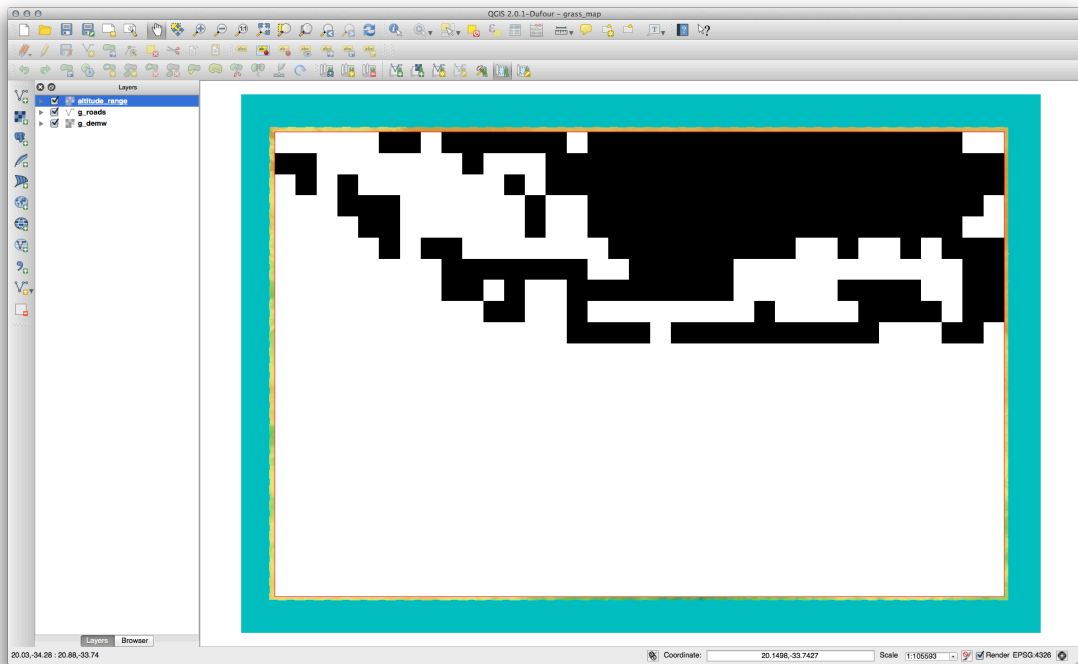 QGIS 2.0.1-Dufour - grass_map
Layers
altitude_range
g_roads
g_demw
Layers Browser
20.03,-34.28 : 20.88,-33.74 Coordinate: 20.1498,-33.7427 Scale 1:105593 Render EPSG:4326